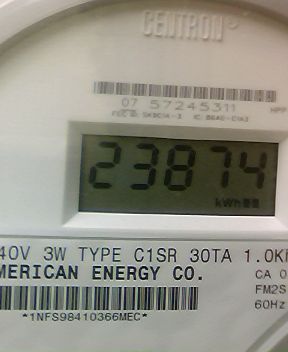 CENTRON
07 57245311
23874
kWh
40V 3W TYPE C1SR 30TA 1.0K
MERICAN ENERGY CO.
CA 0
FM2S
60Hz
*1NFS98410366MEC*